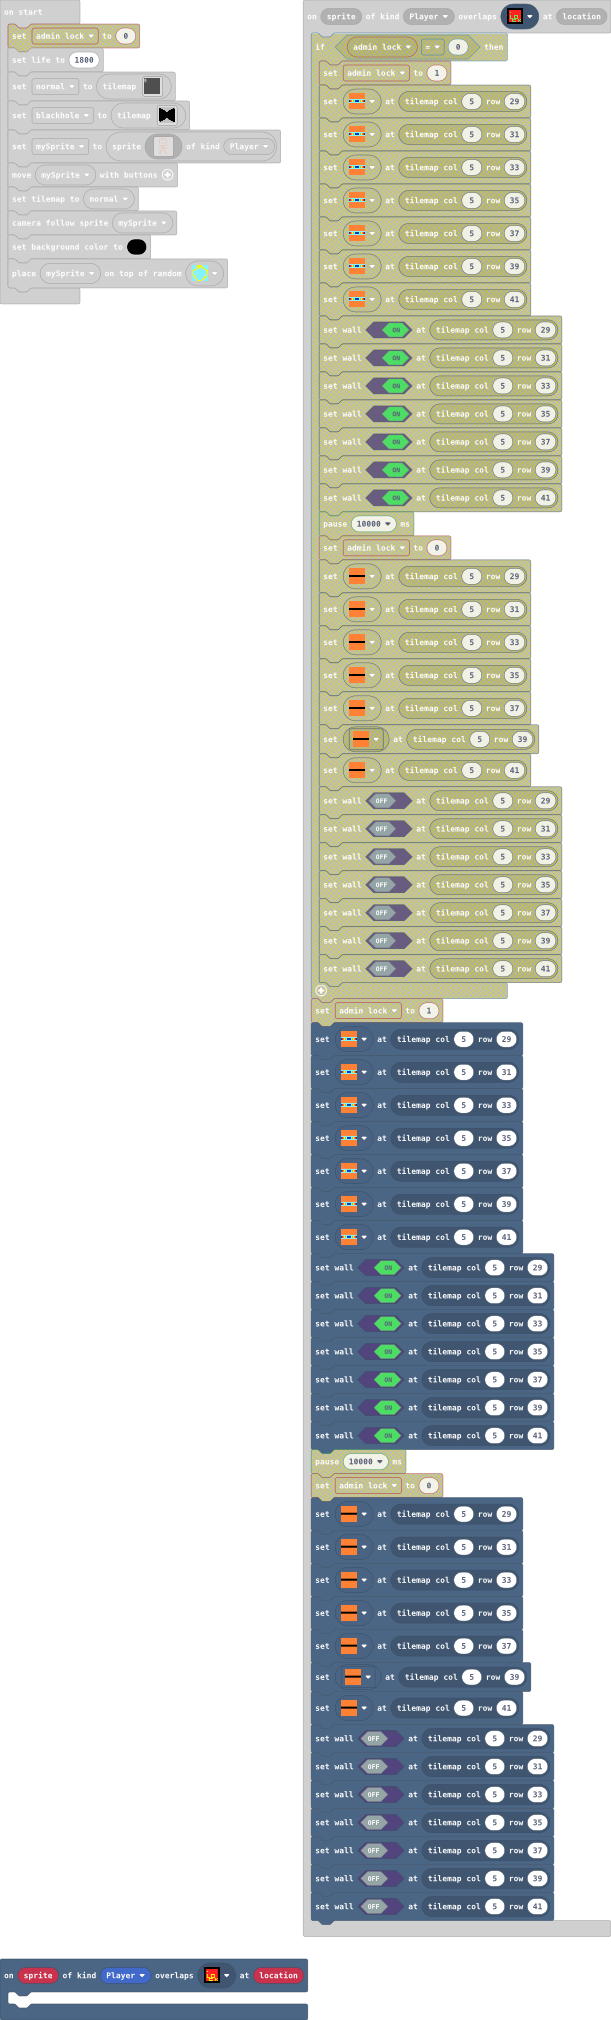 on start
set admin lock to 0
set life to 1800
set normal to tilemap
set blackhole to tilemap
set mySprite to sprite of kind Player
move mySprite with buttons
set tilemap to normal
camera follow sprite mySprite
set background color to
place mySprite on top of random
on sprite of kind Player overlaps at location
if admin lock = 0 then
set admin lock to 1
set at tilemap col 5 row 29
set at tilemap col 5 row 31
set at tilemap col 5 row 33
set at tilemap col 5 row 35
set at tilemap col 5 row 37
set at tilemap col 5 row 39
set at tilemap col 5 row 41
set wall ON at tilemap col 5 row 29
set wall ON at tilemap col 5 row 31
set wall ON at tilemap col 5 row 33
set wall ON at tilemap col 5 row 35
set wall ON at tilemap col 5 row 37
set wall ON at tilemap col 5 row 39
set wall ON at tilemap col 5 row 41
pause 10000 ms
set admin lock to 0
set at tilemap col 5 row 29
set at tilemap col 5 row 31
set at tilemap col 5 row 33
set at tilemap col 5 row 35
set at tilemap col 5 row 37
set at tilemap col 5 row 39
set at tilemap col 5 row 41
set wall OFF at tilemap col 5 row 29
set wall OFF at tilemap col 5 row 31
set wall OFF at tilemap col 5 row 33
set wall OFF at tilemap col 5 row 35
set wall OFF at tilemap col 5 row 37
set wall OFF at tilemap col 5 row 39
set wall OFF at tilemap col 5 row 41
set admin lock to 1
set at tilemap col 5 row 29
set at tilemap col 5 row 31
set at tilemap col 5 row 33
set at tilemap col 5 row 35
set at tilemap col 5 row 37
set at tilemap col 5 row 39
set at tilemap col 5 row 41
set wall ON at tilemap col 5 row 29
set wall ON at tilemap col 5 row 31
set wall ON at tilemap col 5 row 33
set wall ON at tilemap col 5 row 35
set wall ON at tilemap col 5 row 37
set wall ON at tilemap col 5 row 39
set wall ON at tilemap col 5 row 41
pause 10000 ms
set admin lock to 0
set at tilemap col 5 row 29
set at tilemap col 5 row 31
set at tilemap col 5 row 33
set at tilemap col 5 row 35
set at tilemap col 5 row 37
set at tilemap col 5 row 39
set at tilemap col 5 row 41
set wall OFF at tilemap col 5 row 29
set wall OFF at tilemap col 5 row 31
set wall OFF at tilemap col 5 row 33
set wall OFF at tilemap col 5 row 35
set wall OFF at tilemap col 5 row 37
set wall OFF at tilemap col 5 row 39
set wall OFF at tilemap col 5 row 41
on sprite of kind Player overlaps at location